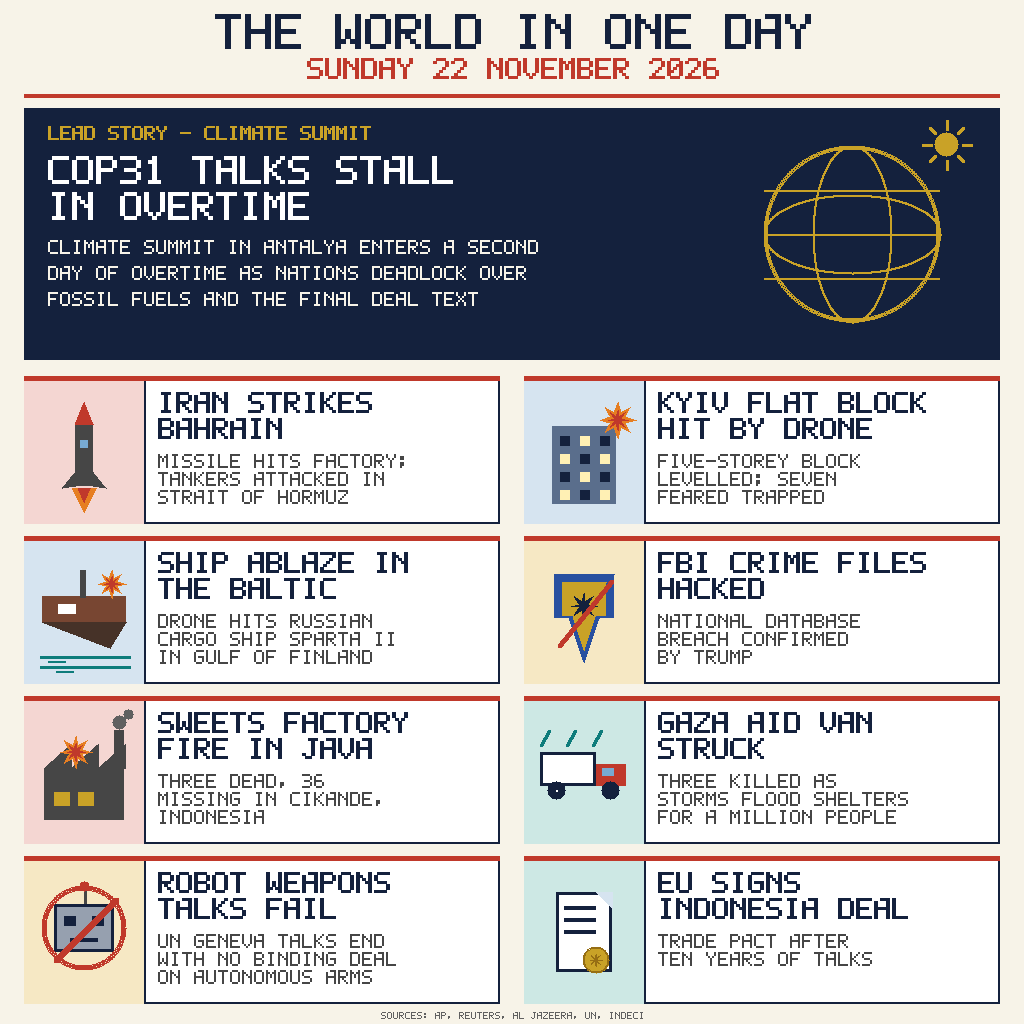 THE WORLD IN ONE DAY
SUNDAY 22 NOVEMBER 2026
LEAD STORY - CLIMATE SUMMIT
COP31 TALKS STALL
IN OVERTIME
CLIMATE SUMMIT IN ANTALYA ENTERS A SECOND
DAY OF OVERTIME AS NATIONS DEADLOCK OVER
FOSSIL FUELS AND THE FINAL DEAL TEXT
IRAN STRIKES
BAHRAIN
MISSILE HITS FACTORY;
TANKERS ATTACKED IN
STRAIT OF HORMUZ
KYIV FLAT BLOCK
HIT BY DRONE
FIVE-STOREY BLOCK
LEVELLED; SEVEN
FEARED TRAPPED
SHIP ABLAZE IN
THE BALTIC
DRONE HITS RUSSIAN
CARGO SHIP SPARTA II
IN GULF OF FINLAND
FBI CRIME FILES
HACKED
NATIONAL DATABASE
BREACH CONFIRMED
BY TRUMP
SWEETS FACTORY
FIRE IN JAVA
THREE DEAD, 36
MISSING IN CIKANDE,
INDONESIA
GAZA AID VAN
STRUCK
THREE KILLED AS
STORMS FLOOD SHELTERS
FOR A MILLION PEOPLE
ROBOT WEAPONS
TALKS FAIL
UN GENEVA TALKS END
WITH NO BINDING DEAL
ON AUTONOMOUS ARMS
EU SIGNS
INDONESIA DEAL
TRADE PACT AFTER
TEN YEARS OF TALKS
SOURCES: AP, REUTERS, AL JAZEERA, UN, INDECI